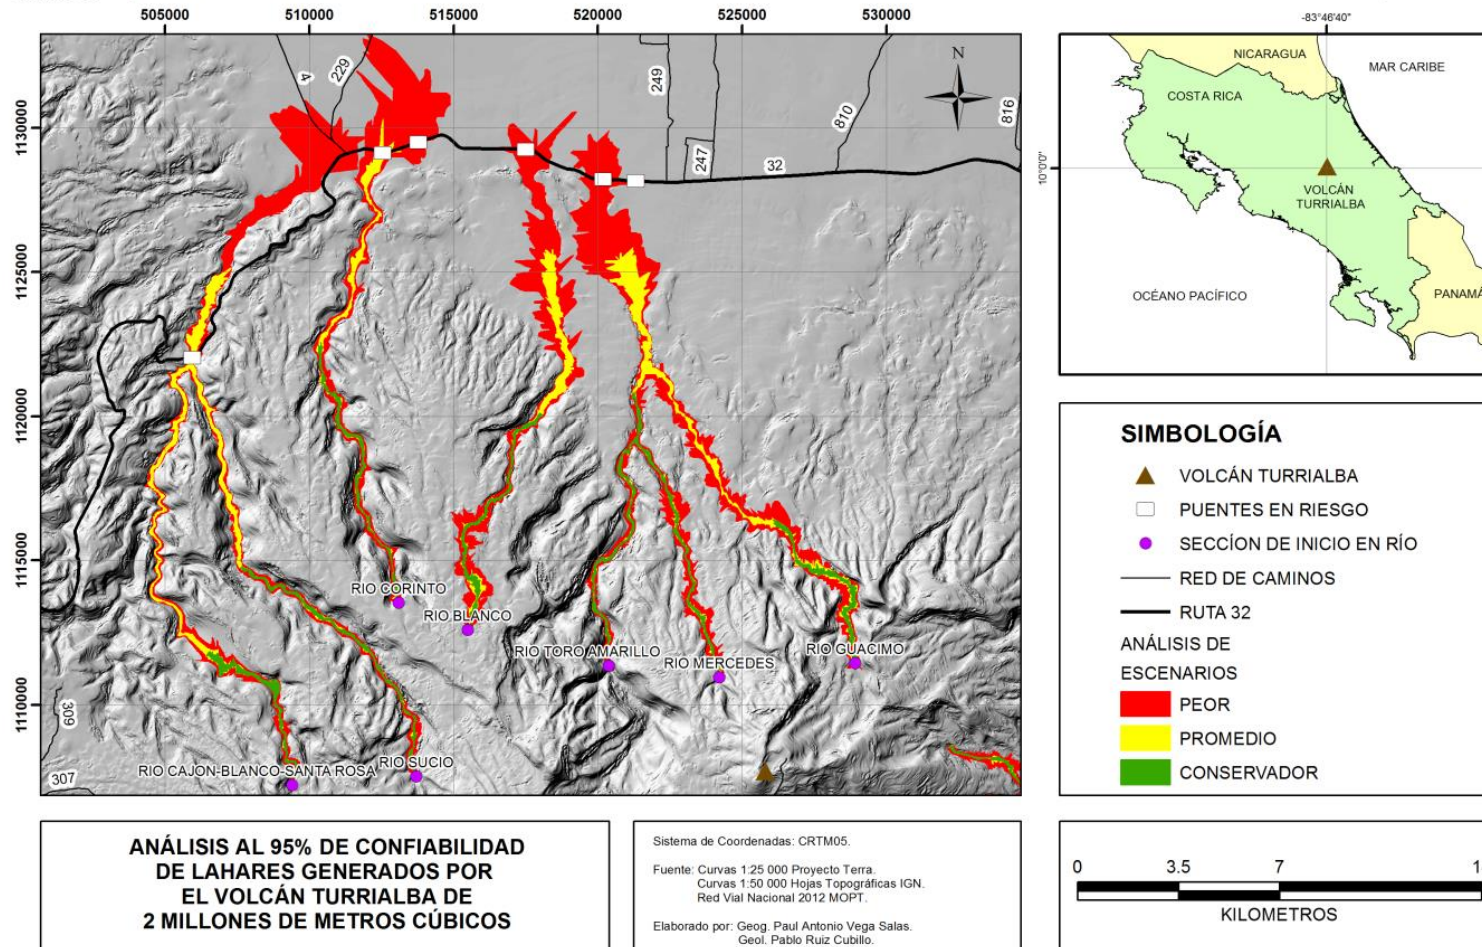 505000 510000 515000 520000 525000 530000
1130000
1125000
1120000
1115000
1110000
4
229
249
247
810
816
32
N
309
307
RIO CORINTO
RIO BLANCO
RIO TORO AMARILLO
RIO MERCEDES
RIO GUACIMO
RIO CAJON-BLANCO-SANTA ROSA
RIO SUCIO
-83°46'40"
10°0'0"
NICARAGUA
MAR CARIBE
COSTA RICA
VOLCÁN
TURRIALBA
OCÉANO PACÍFICO
PANAMÁ
SIMBOLOGÍA
VOLCÁN TURRIALBA
PUENTES EN RIESGO
SECCÍON DE INICIO EN RÍO
RED DE CAMINOS
RUTA 32
ANÁLISIS DE
ESCENARIOS
PEOR
PROMEDIO
CONSERVADOR
ANÁLISIS AL 95% DE CONFIABILIDAD
DE LAHARES GENERADOS POR
EL VOLCÁN TURRIALBA DE
2 MILLONES DE METROS CÚBICOS
Sistema de Coordenadas: CRTM05.
Fuente: Curvas 1:25 000 Proyecto Terra.
Curvas 1:50 000 Hojas Topográficas IGN.
Red Vial Nacional 2012 MOPT.
Elaborado por: Geog. Paul Antonio Vega Salas.
Geol. Pablo Ruiz Cubillo.
0 3.5 7
KILOMETROS